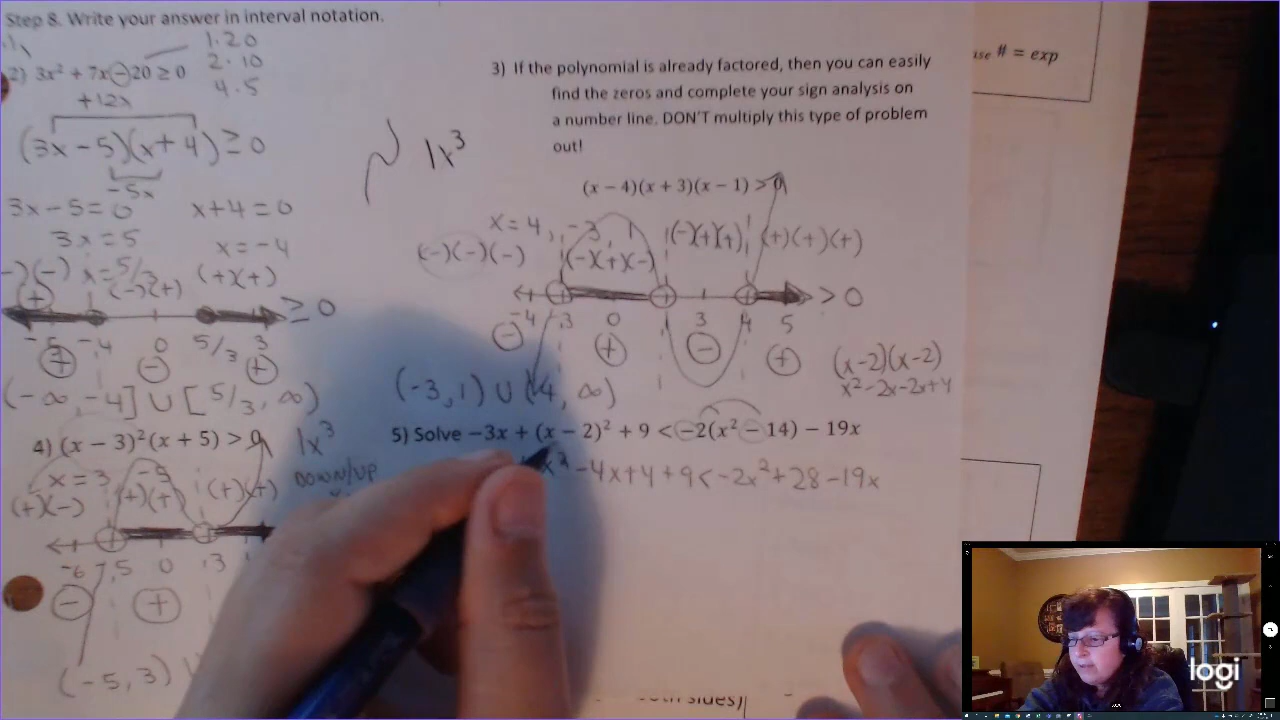 Step 8. Write your answer in interval notation.
2) 3x² + 7x − 20 ≥ 0
+12x
1·20
2·10
4·5
(3x − 5)(x + 4) ≥ 0
−5x
3x − 5 = 0 x + 4 = 0
3x = 5 x = −4
(−)(−) x = 5/3 (+)(+)
(−)(+)
≥ 0
−5 −4 0 5/3 3
(+) (−) (+)
(−∞, −4] ∪ [5/3, ∞)
4) (x − 3)²(x + 5) > 0 1x³
x = 3, −5 DOWN/UP
(+)(−) (+)(+) (+)(+)
−6 −5 0 3
(−) (+)
(−5, 3)
use # = exp
3) If the polynomial is already factored, then you can easily
find the zeros and complete your sign analysis on
a number line. DON'T multiply this type of problem
out!
1x³
(x − 4)(x + 3)(x − 1) > 0
x = 4, −3, 1 (−)(+)(+) (+)(+)(+)
(−)(−)(−) (−)(+)(−)
> 0
−4 −3 0 1 3 4 5
(−) (+) (−) (+)
(x−2)(x−2)
x²−2x−2x+4
(−3, 1) ∪ (4, ∞)
5) Solve −3x + (x − 2)² + 9 < −2(x² − 14) − 19x
x² − 4x + 4 + 9 < −2x² + 28 − 19x
both sides)
logi